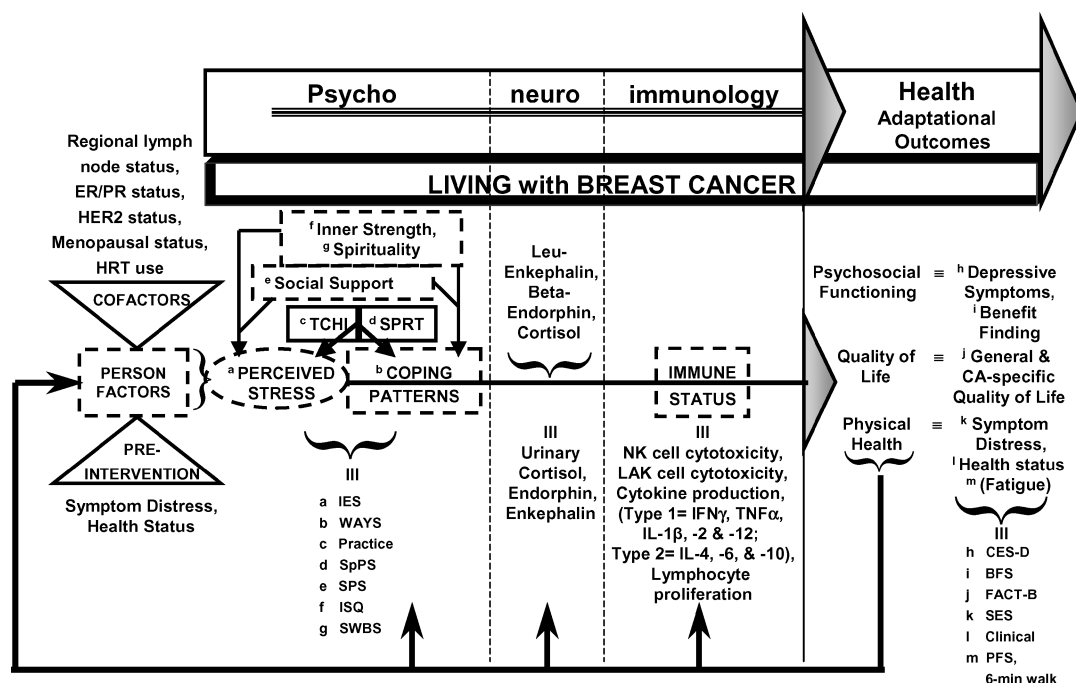 Psycho neuro immunology
Health
Adaptational
Outcomes
LIVING with BREAST CANCER
Regional lymph
node status,
ER/PR status,
HER2 status,
Menopausal status,
HRT use
COFACTORS
PERSON
FACTORS
PRE-
INTERVENTION
Symptom Distress,
Health Status
f Inner Strength,
g Spirituality
e Social Support
c TCHI
d SPRT
a PERCEIVED
STRESS
b COPING
PATTERNS
III
a IES
b WAYS
c Practice
d SpPS
e SPS
f ISQ
g SWBS
Leu-
Enkephalin,
Beta-
Endorphin,
Cortisol
III
Urinary
Cortisol,
Endorphin,
Enkephalin
IMMUNE
STATUS
III
NK cell cytotoxicity,
LAK cell cytotoxicity,
Cytokine production,
(Type 1= IFNγ, TNFα,
IL-1β, -2 & -12;
Type 2= IL-4, -6, & -10),
Lymphocyte
proliferation
Psychosocial
Functioning
≡
h Depressive
Symptoms,
i Benefit
Finding
Quality of
Life
≡
j General &
CA-specific
Quality of Life
Physical
Health
≡
k Symptom
Distress,
l Health status
m (Fatigue)
III
h CES-D
i BFS
j FACT-B
k SES
l Clinical
m PFS,
6-min walk